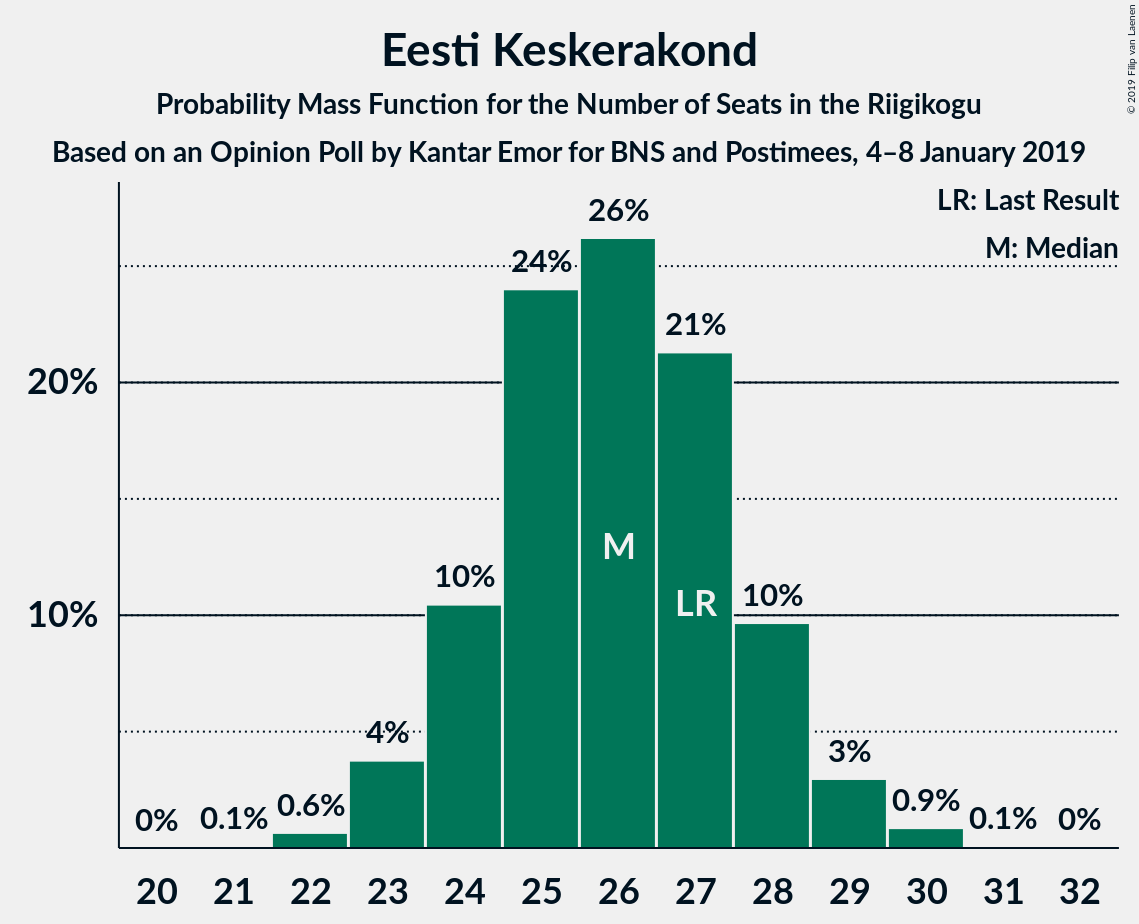 Eesti Keskerakond
Probability Mass Function for the Number of Seats in the Riigikogu
Based on an Opinion Poll by Kantar Emor for BNS and Postimees, 4–8 January 2019
© 2019 Filip van Laenen
LR: Last Result
M: Median
20%
10%
0%
0.1%
0.6%
4%
10%
24%
26%
21%
10%
3%
0.9%
0.1%
0%
M
LR
20 21 22 23 24 25 26 27 28 29 30 31 32